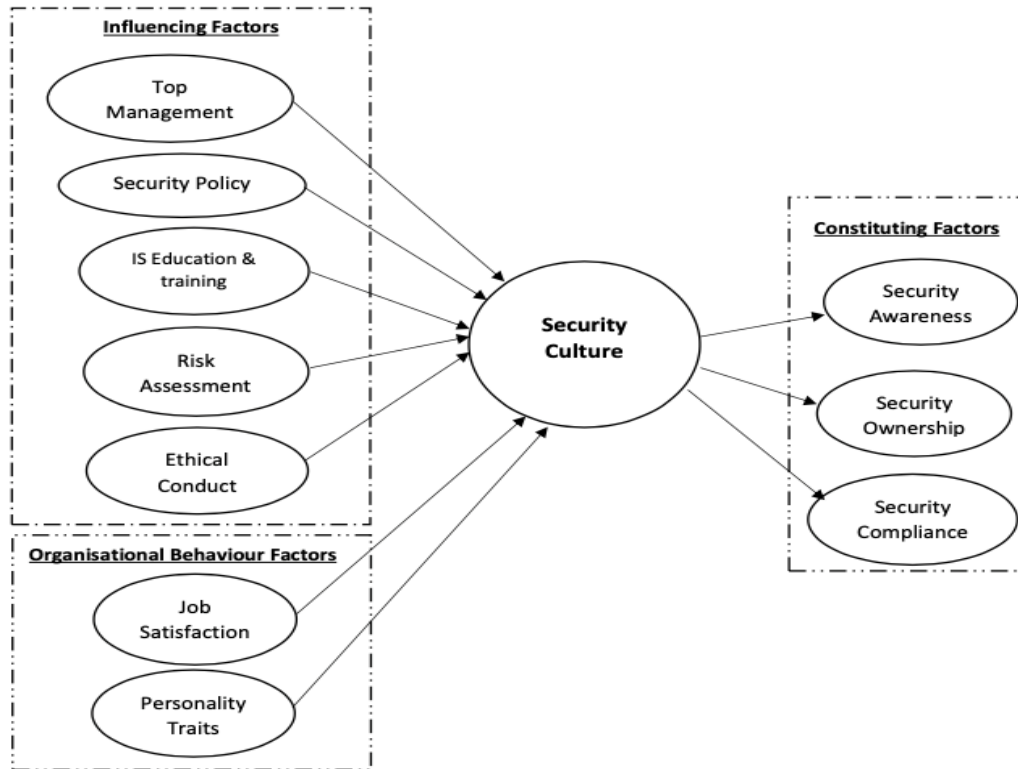 Influencing Factors
Top
Management
Security Policy
IS Education &
training
Risk
Assessment
Ethical
Conduct
Organisational Behaviour Factors
Job
Satisfaction
Personality
Traits
Security
Culture
Constituting Factors
Security
Awareness
Security
Ownership
Security
Compliance